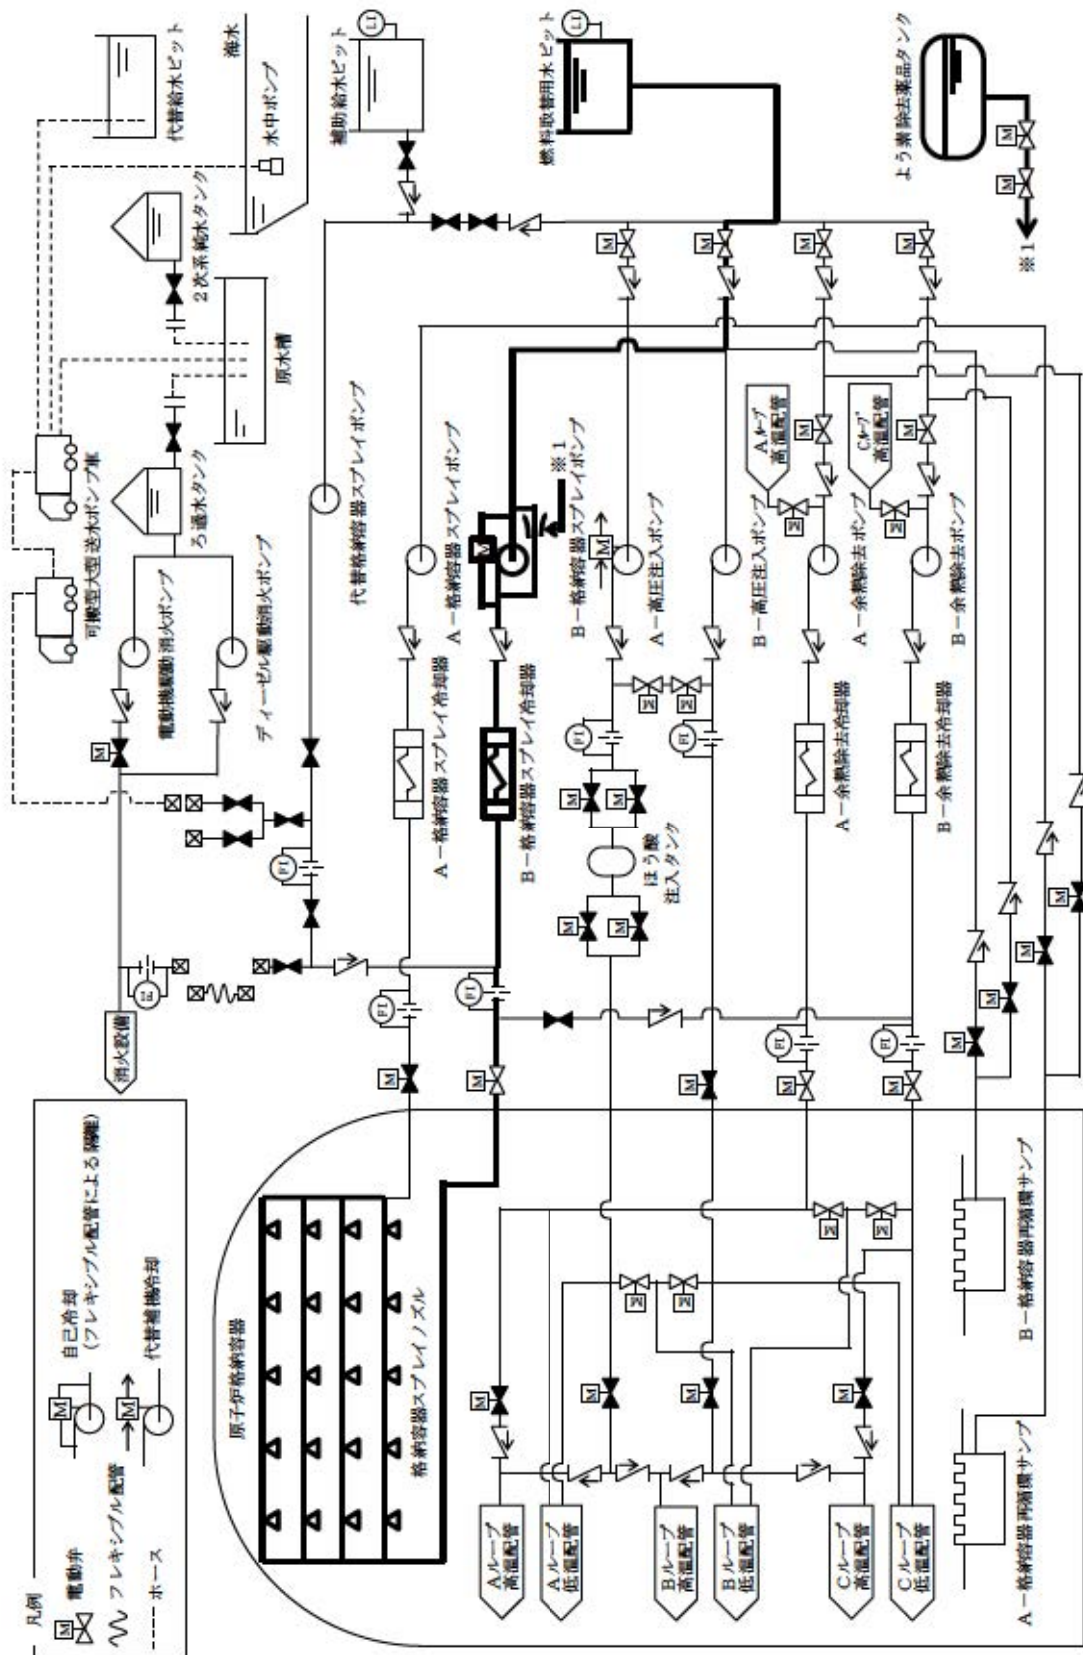 凡例
M 電動弁
フレキシブル配管
ホース
M 自己冷却
(フレキシブル配管による隔離)
M 代替補機冷却
消火設備
FI
M
電動機駆動消火ポンプ
ディーゼル駆動消火ポンプ
可搬型大型送水ポンプ車
ろ過水タンク
2次系純水タンク
原水槽
代替給水ピット
海水
水中ポンプ
補助給水ピット
LI
燃料取替用水ピット
LI
よう素除去薬品タンク
M
M
※1
代替格納容器スプレイポンプ
A-格納容器スプレイポンプ
A-格納容器スプレイ冷却器
※1
B-格納容器スプレイポンプ
B-格納容器スプレイ冷却器
A-高圧注入ポンプ
B-高圧注入ポンプ
ほう酸
注入タンク
Aループ
高温配管
Cループ
高温配管
A-余熱除去ポンプ
B-余熱除去ポンプ
A-余熱除去冷却器
B-余熱除去冷却器
原子炉格納容器
格納容器スプレイノズル
Aループ
高温配管
Aループ
低温配管
Bループ
高温配管
Bループ
低温配管
Cループ
高温配管
Cループ
低温配管
A-格納容器再循環サンプ
B-格納容器再循環サンプ